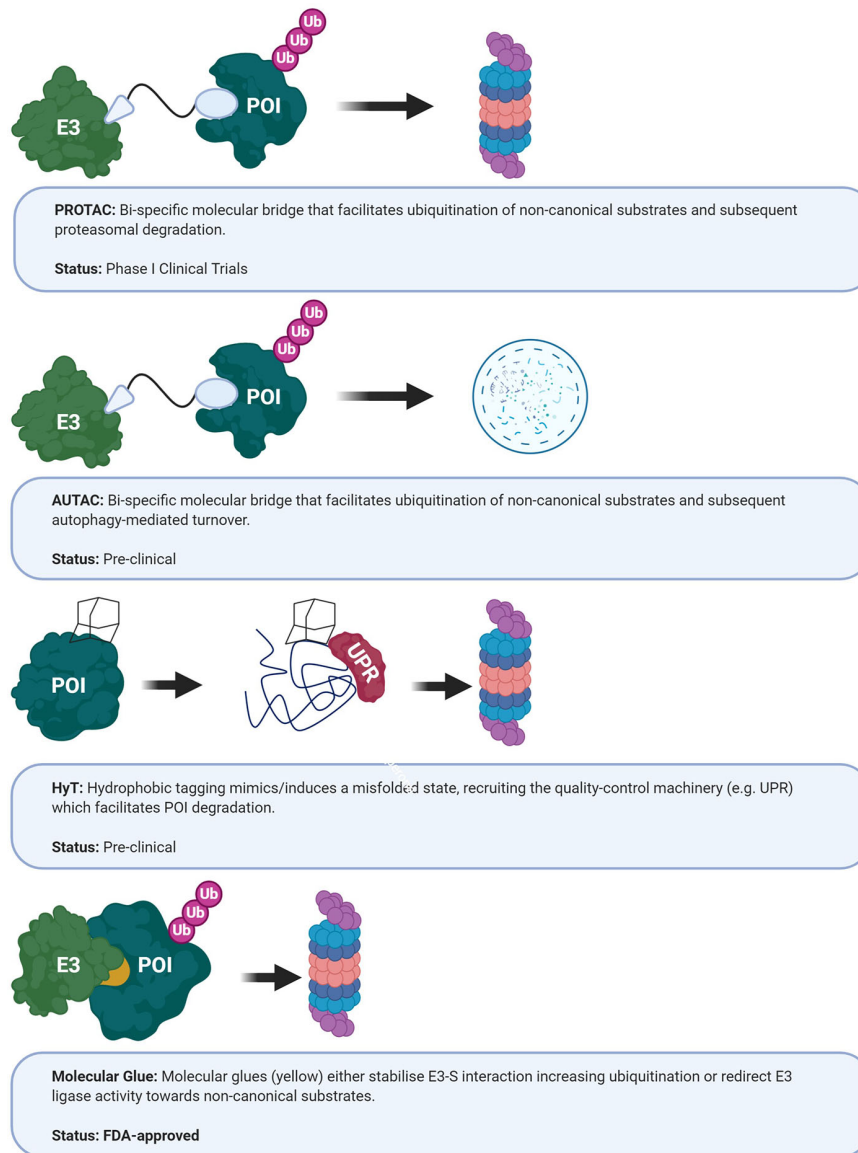 Ub
Ub
Ub
E3
POI
PROTAC: Bi-specific molecular bridge that facilitates ubiquitination of non-canonical substrates and subsequent
proteasomal degradation.
Status: Phase I Clinical Trials
Ub
Ub
Ub
E3
POI
AUTAC: Bi-specific molecular bridge that facilitates ubiquitination of non-canonical substrates and subsequent
autophagy-mediated turnover.
Status: Pre-clinical
POI
UPR
HyT: Hydrophobic tagging mimics/induces a misfolded state, recruiting the quality-control machinery (e.g. UPR)
which facilitates POI degradation.
Status: Pre-clinical
Ub
Ub
Ub
E3
POI
Molecular Glue: Molecular glues (yellow) either stabilise E3-S interaction increasing ubiquitination or redirect E3
ligase activity towards non-canonical substrates.
Status: FDA-approved